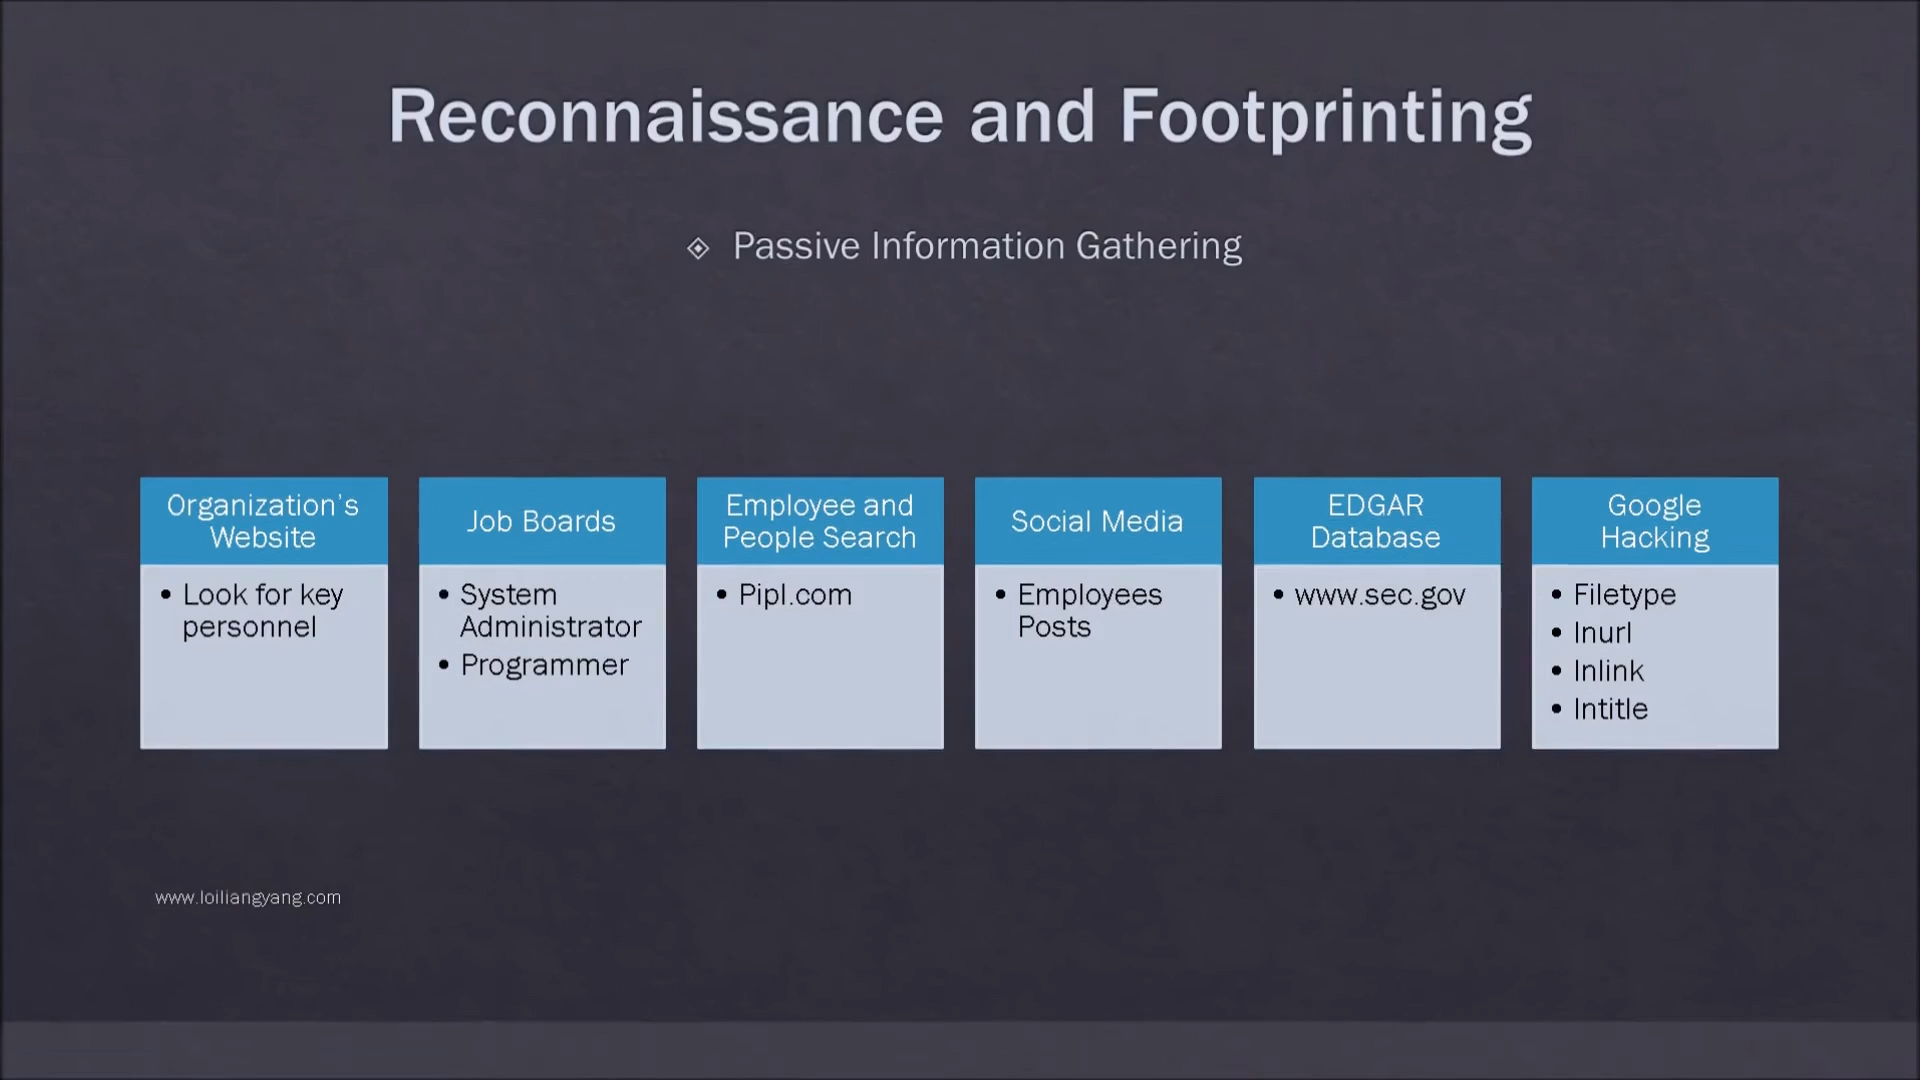 Reconnaissance and Footprinting
Passive Information Gathering
Organization's
Website
• Look for key
personnel
Job Boards
• System
Administrator
• Programmer
Employee and
People Search
• Pipl.com
Social Media
• Employees
Posts
EDGAR
Database
• www.sec.gov
Google
Hacking
• Filetype
• Inurl
• Inlink
• Intitle
www.loiliangyang.com